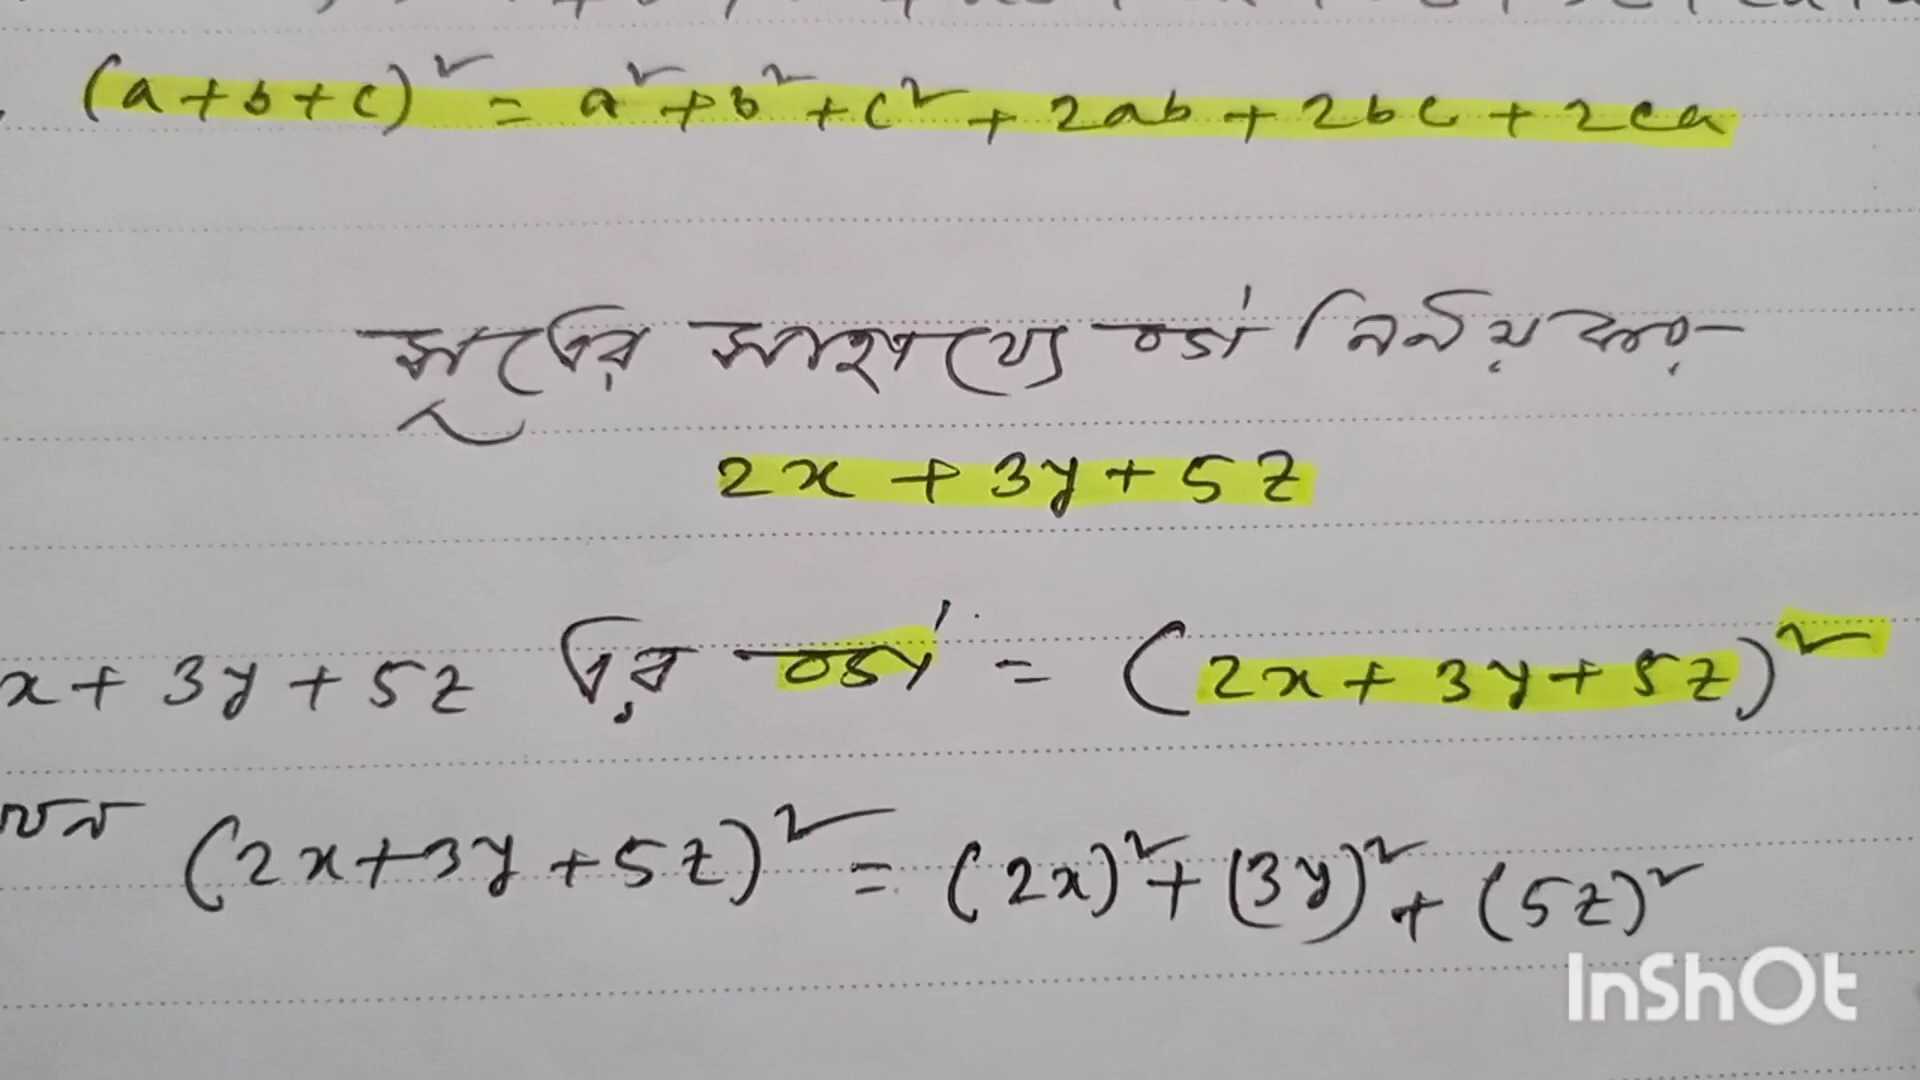 (a+b+c)² = a²+b²+c²+2ab+2bc+2ca
সূত্রের সাহায্যে বর্গ নির্নয় কর-
2x + 3y + 5z
x + 3y + 5z এর বর্গ = (2x + 3y + 5z)²
(2x+3y+5z)² = (2x)² + (3y)² + (5z)²
InShOt